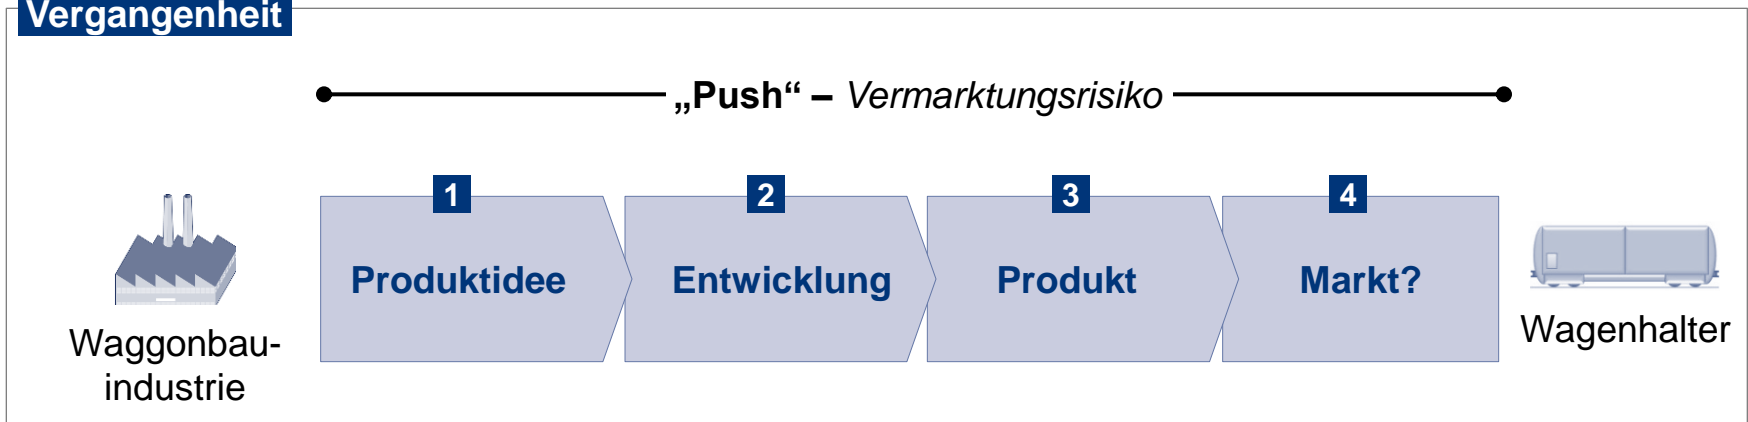 Vergangenheit
„Push“ – Vermarktungsrisiko
1
2
3
4
Produktidee
Entwicklung
Produkt
Markt?
Waggonbau-
industrie
Wagenhalter